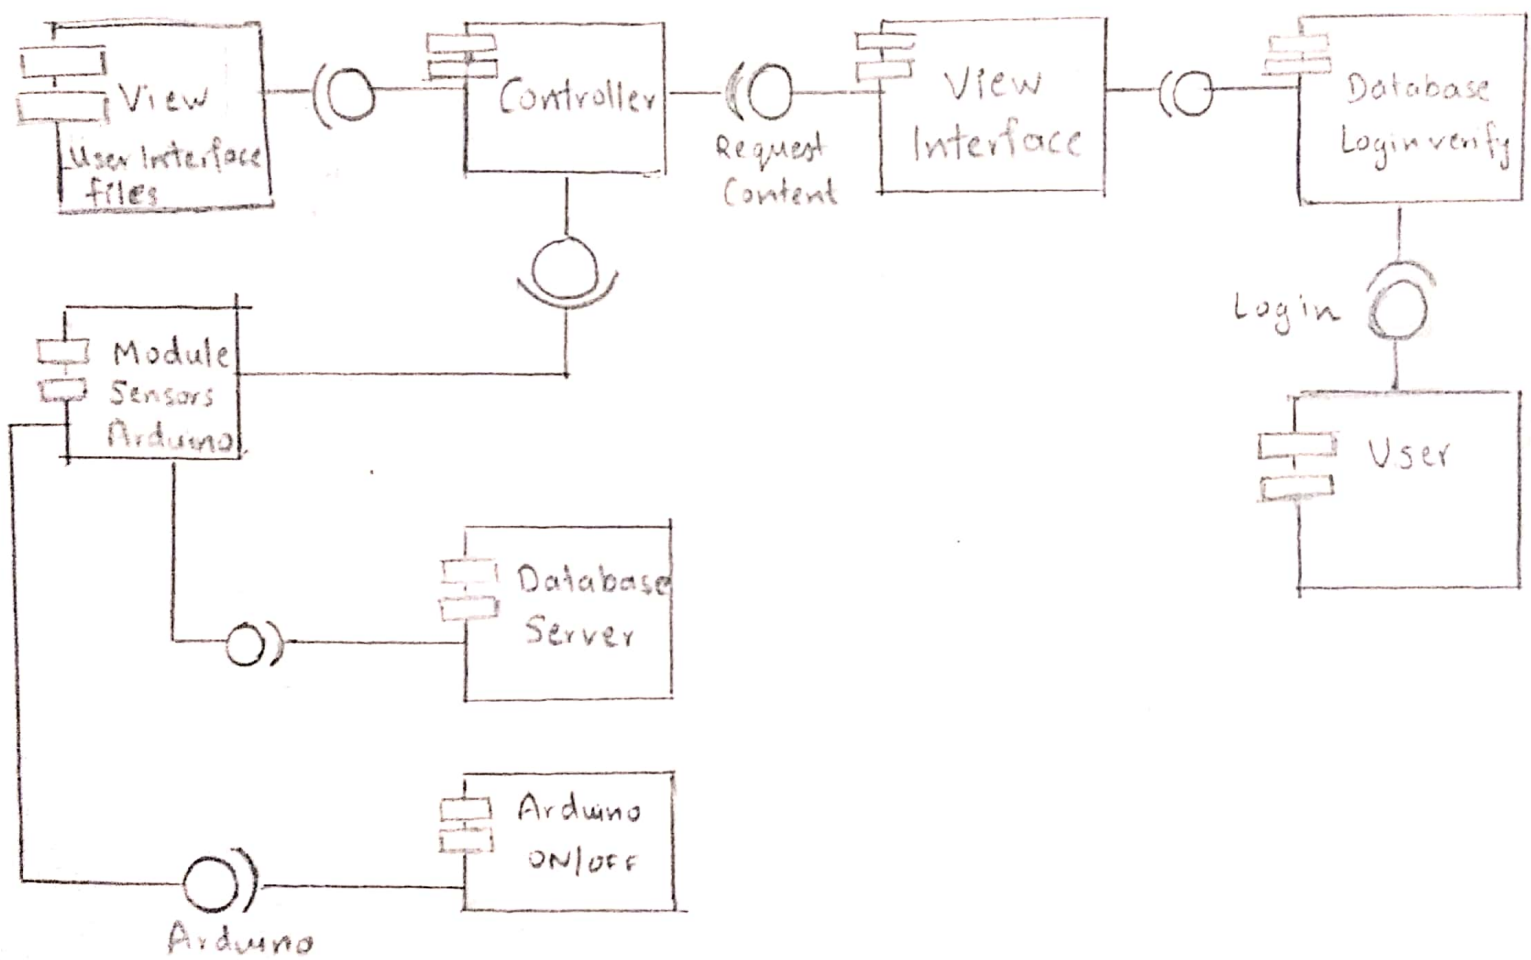 View
User Interface
files
Controller
Request
Content
View
Interface
Database
Login verify
Login
User
Module
Sensors
Arduino
Database
Server
Arduino
ON/OFF
Arduino